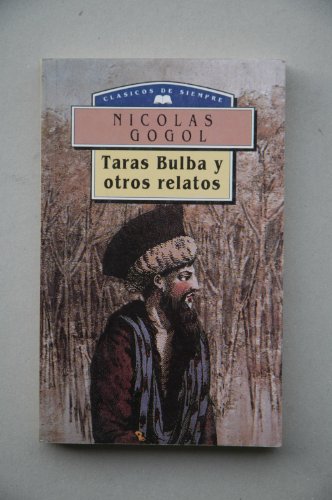 CLASICOS DE SIEMPRE
NICOLAS
GOGOL
Taras Bulba y
otros relatos